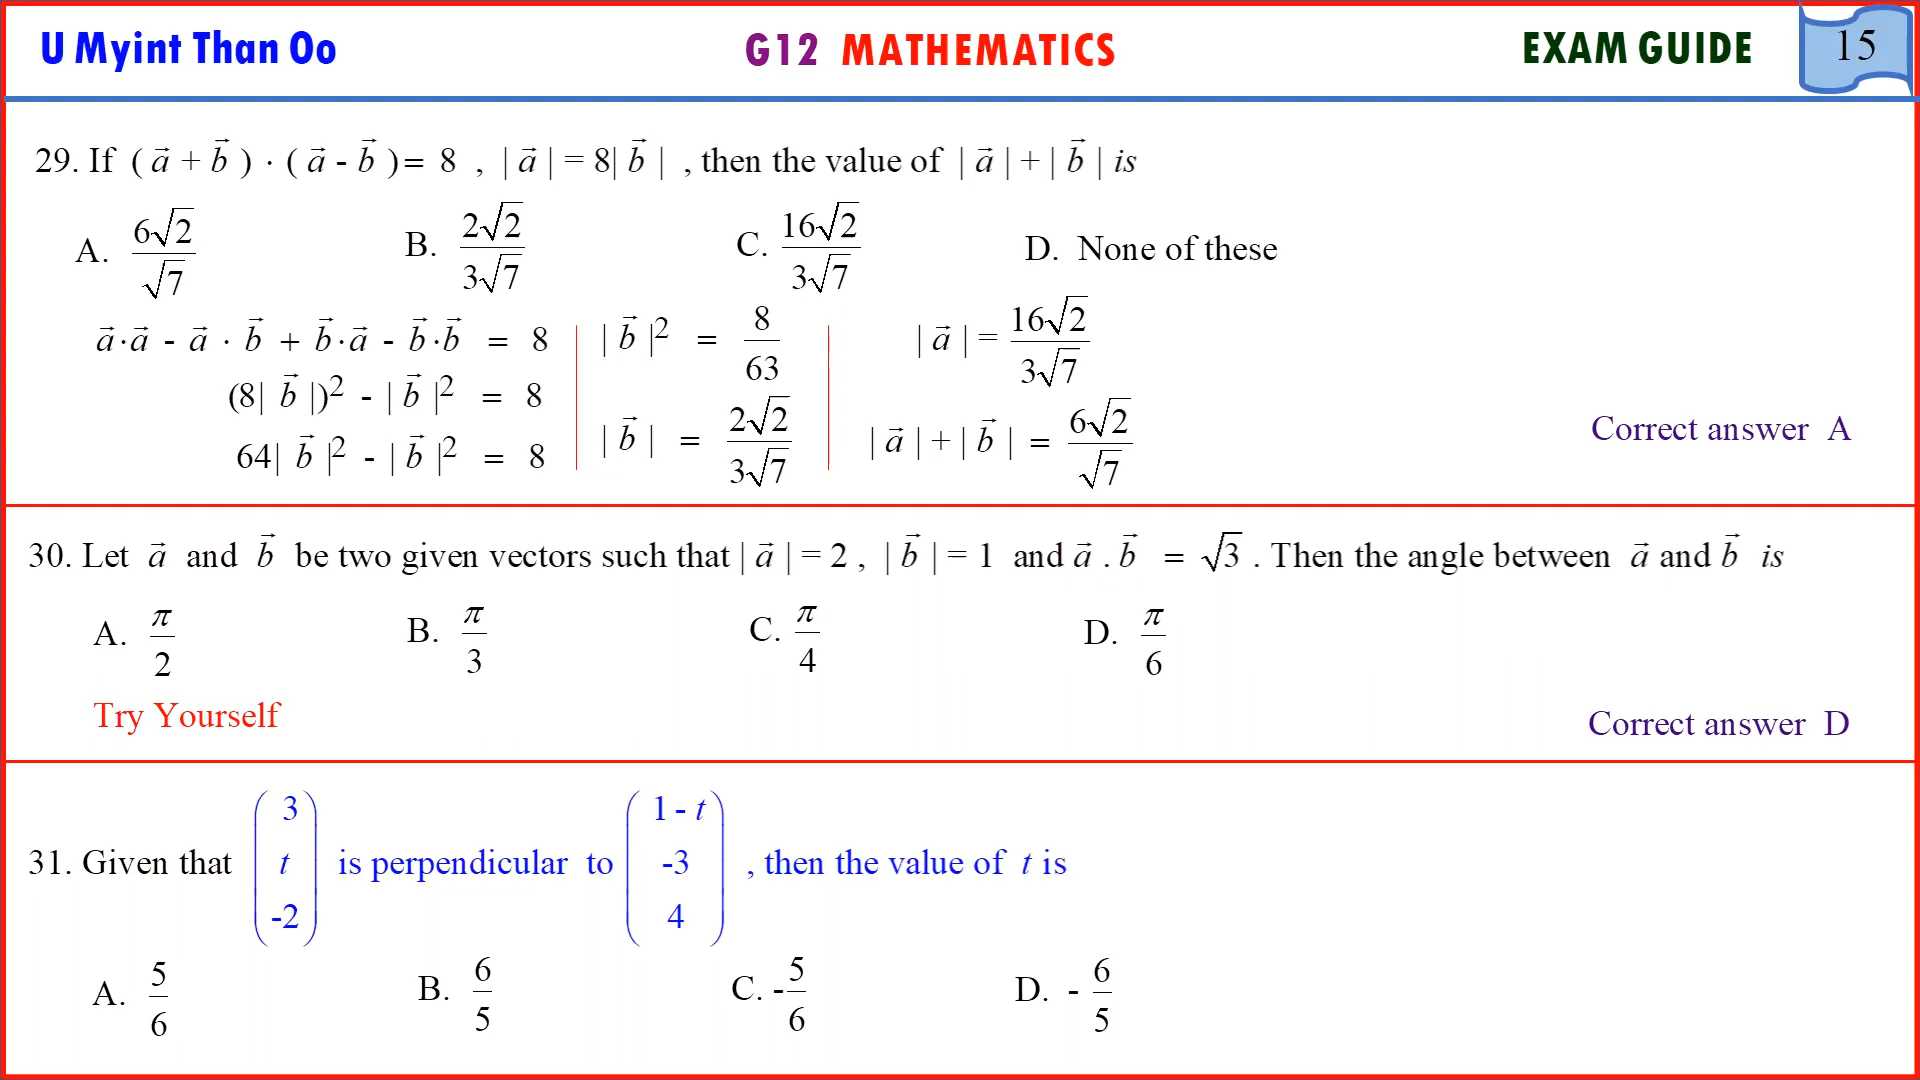 U Myint Than Oo G12 MATHEMATICS EXAM GUIDE 15
29. If ( a⃗ + b⃗ ) · ( a⃗ - b⃗ ) = 8 , | a⃗ | = 8| b⃗ | , then the value of | a⃗ | + | b⃗ | is
A. 6√2/√7 B. 2√2/3√7 C. 16√2/3√7 D. None of these
a⃗·a⃗ - a⃗ · b⃗ + b⃗·a⃗ - b⃗·b⃗ = 8
(8| b⃗ |)² - | b⃗ |² = 8
64| b⃗ |² - | b⃗ |² = 8
| b⃗ |² = 8/63
| b⃗ | = 2√2/3√7
| a⃗ | = 16√2/3√7
| a⃗ | + | b⃗ | = 6√2/√7
Correct answer A
30. Let a⃗ and b⃗ be two given vectors such that | a⃗ | = 2 , | b⃗ | = 1 and a⃗ . b⃗ = √3 . Then the angle between a⃗ and b⃗ is
A. π/2 B. π/3 C. π/4 D. π/6
Try Yourself
Correct answer D
31. Given that (3, t, -2) is perpendicular to (1 - t, -3, 4) , then the value of t is
A. 5/6 B. 6/5 C. -5/6 D. - 6/5